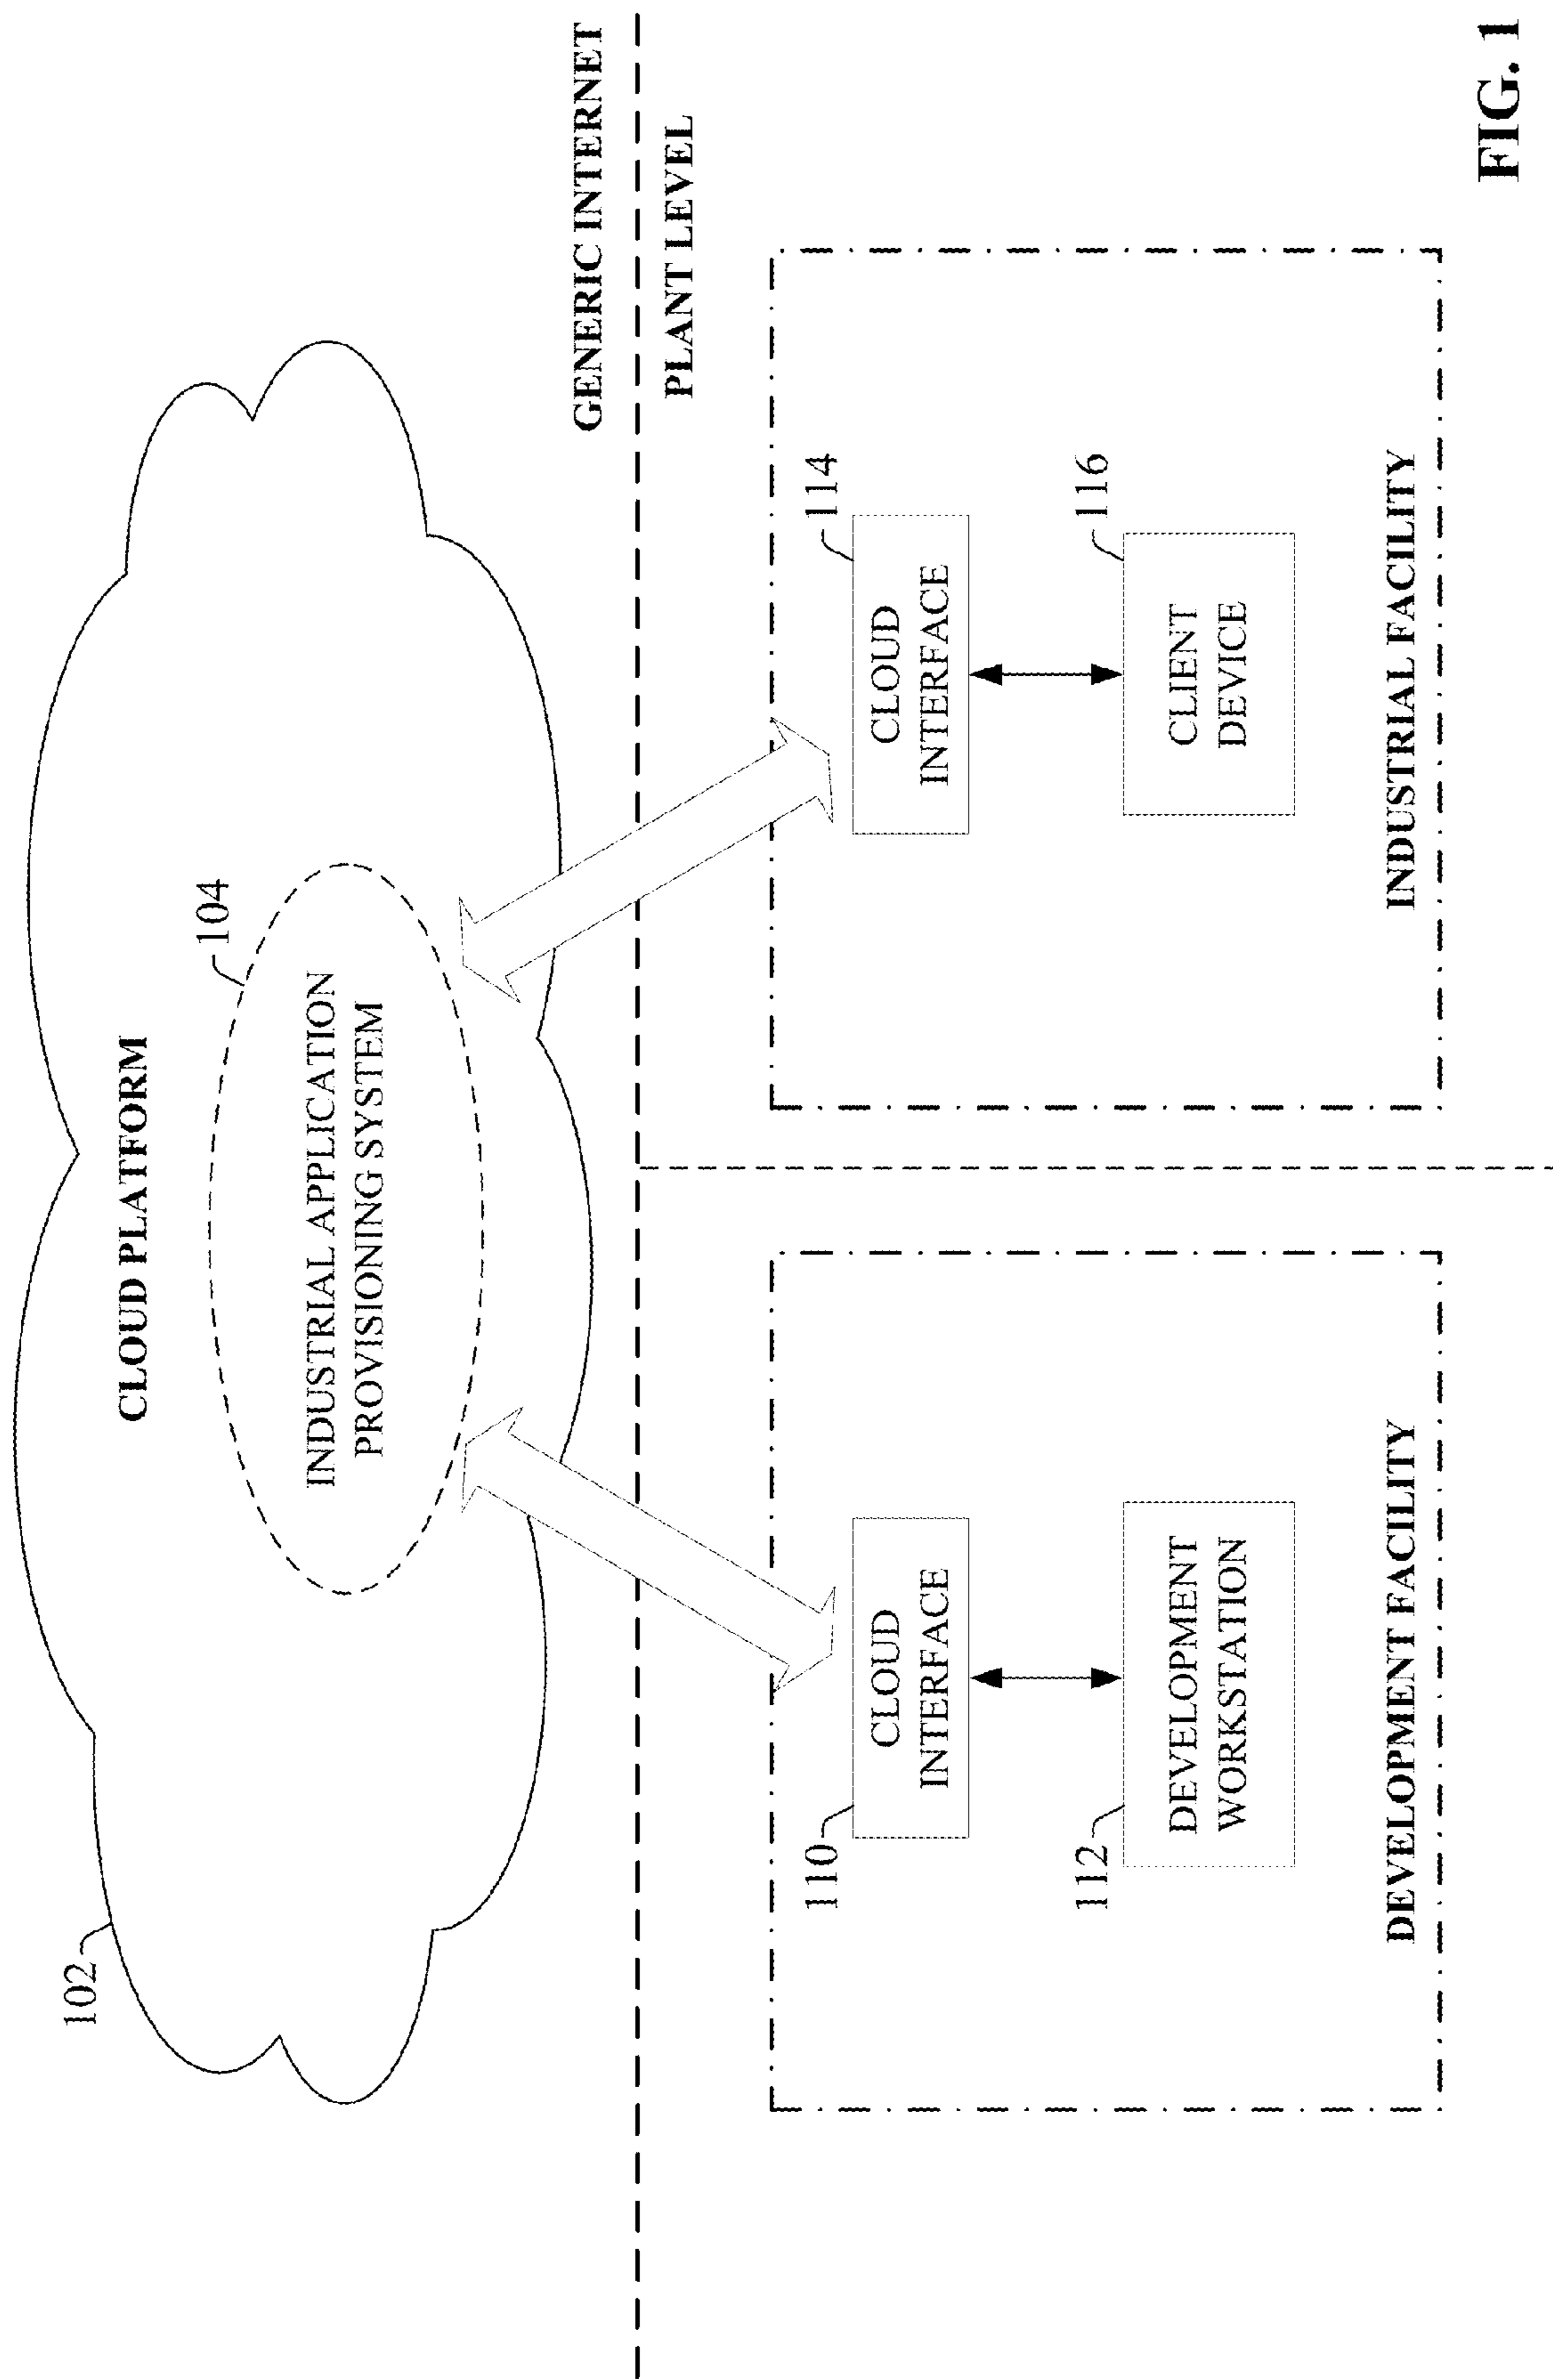 102
CLOUD PLATFORM
104
INDUSTRIAL APPLICATION
PROVISIONING SYSTEM
GENERIC INTERNET
PLANT LEVEL
110
CLOUD
INTERFACE
112
DEVELOPMENT
WORKSTATION
DEVELOPMENT FACILITY
114
CLOUD
INTERFACE
116
CLIENT
DEVICE
INDUSTRIAL FACILITY
FIG. 1